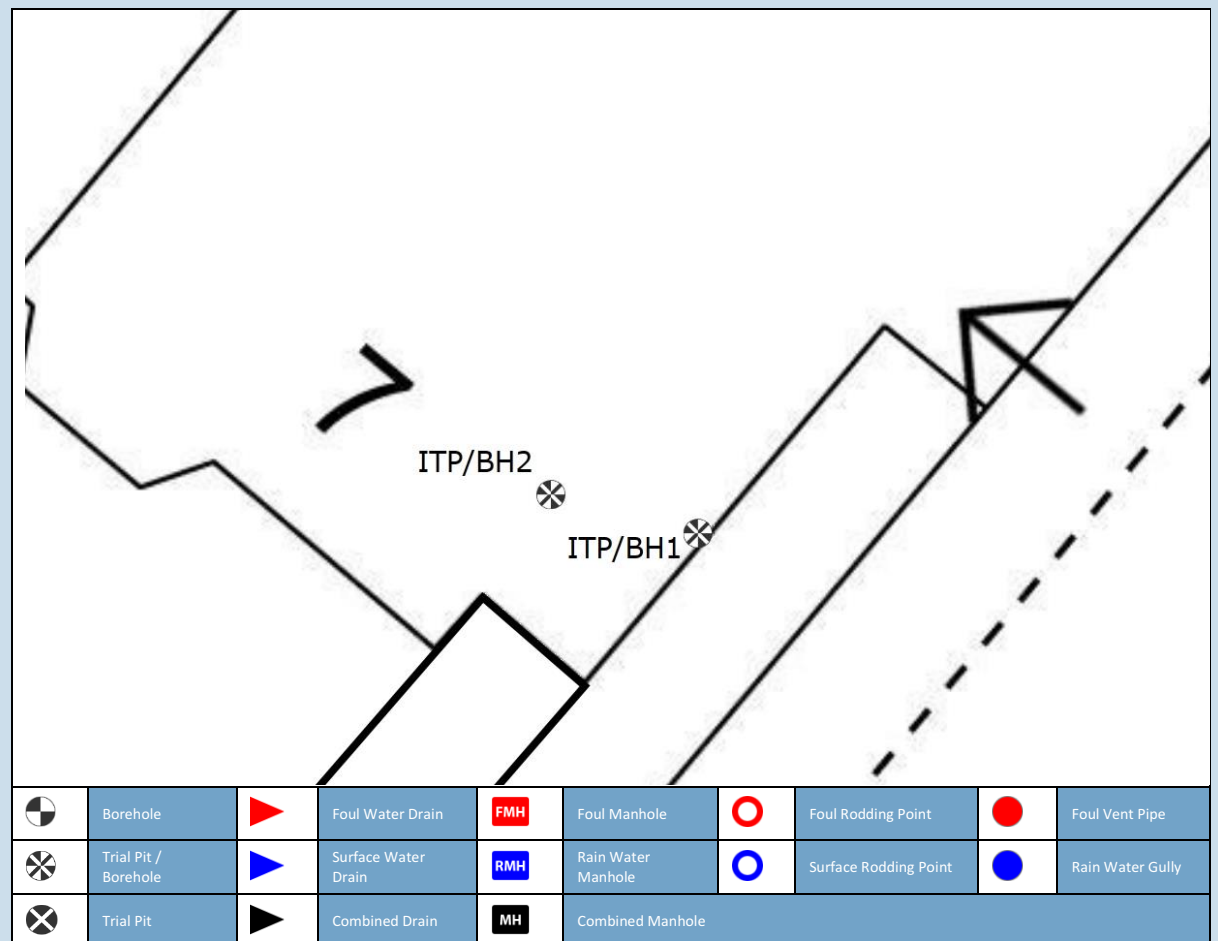 7
ITP/BH2
ITP/BH1
Borehole
Foul Water Drain
FMH
Foul Manhole
Foul Rodding Point
Foul Vent Pipe
Trial Pit /
Borehole
Surface Water
Drain
RMH
Rain Water
Manhole
Surface Rodding Point
Rain Water Gully
Trial Pit
Combined Drain
MH
Combined Manhole